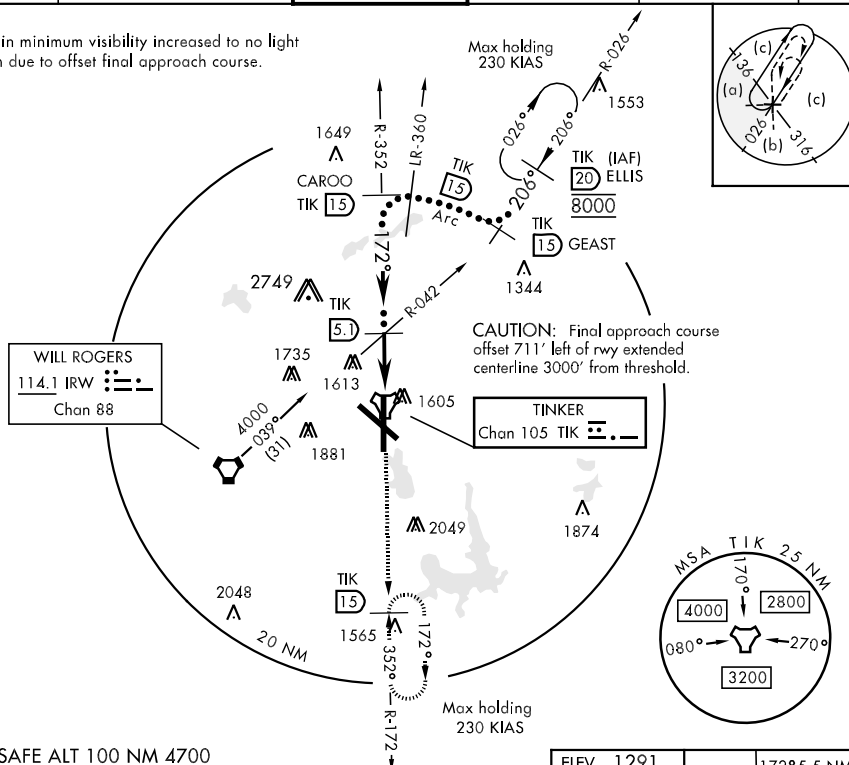 in minimum visibility increased to no light
due to offset final approach course.
Max holding
230 KIAS
R-026
1553
026°
206°
(c)
136
(a)
(c)
026
316
(b)
1649
R-352
LR-360
CAROO
TIK 15
TIK
15
Arc
206°
TIK (IAF)
20 ELLIS
8000
TIK
15 GEAST
1344
172°
2749
TIK
5.1
R-042
CAUTION: Final approach course
offset 711' left of rwy extended
centerline 3000' from threshold.
WILL ROGERS
114.1 IRW
Chan 88
1735
1613
1605
4000
039°
(31)
1881
TINKER
Chan 105 TIK
2049
1874
2048
TIK
15
1565
20 NM
172°
352°
R-172
Max holding
230 KIAS
MSA TIK 25 NM
170°
4000
2800
080°
270°
3200
SAFE ALT 100 NM 4700
ELEV 1291
172° 5.5 NM